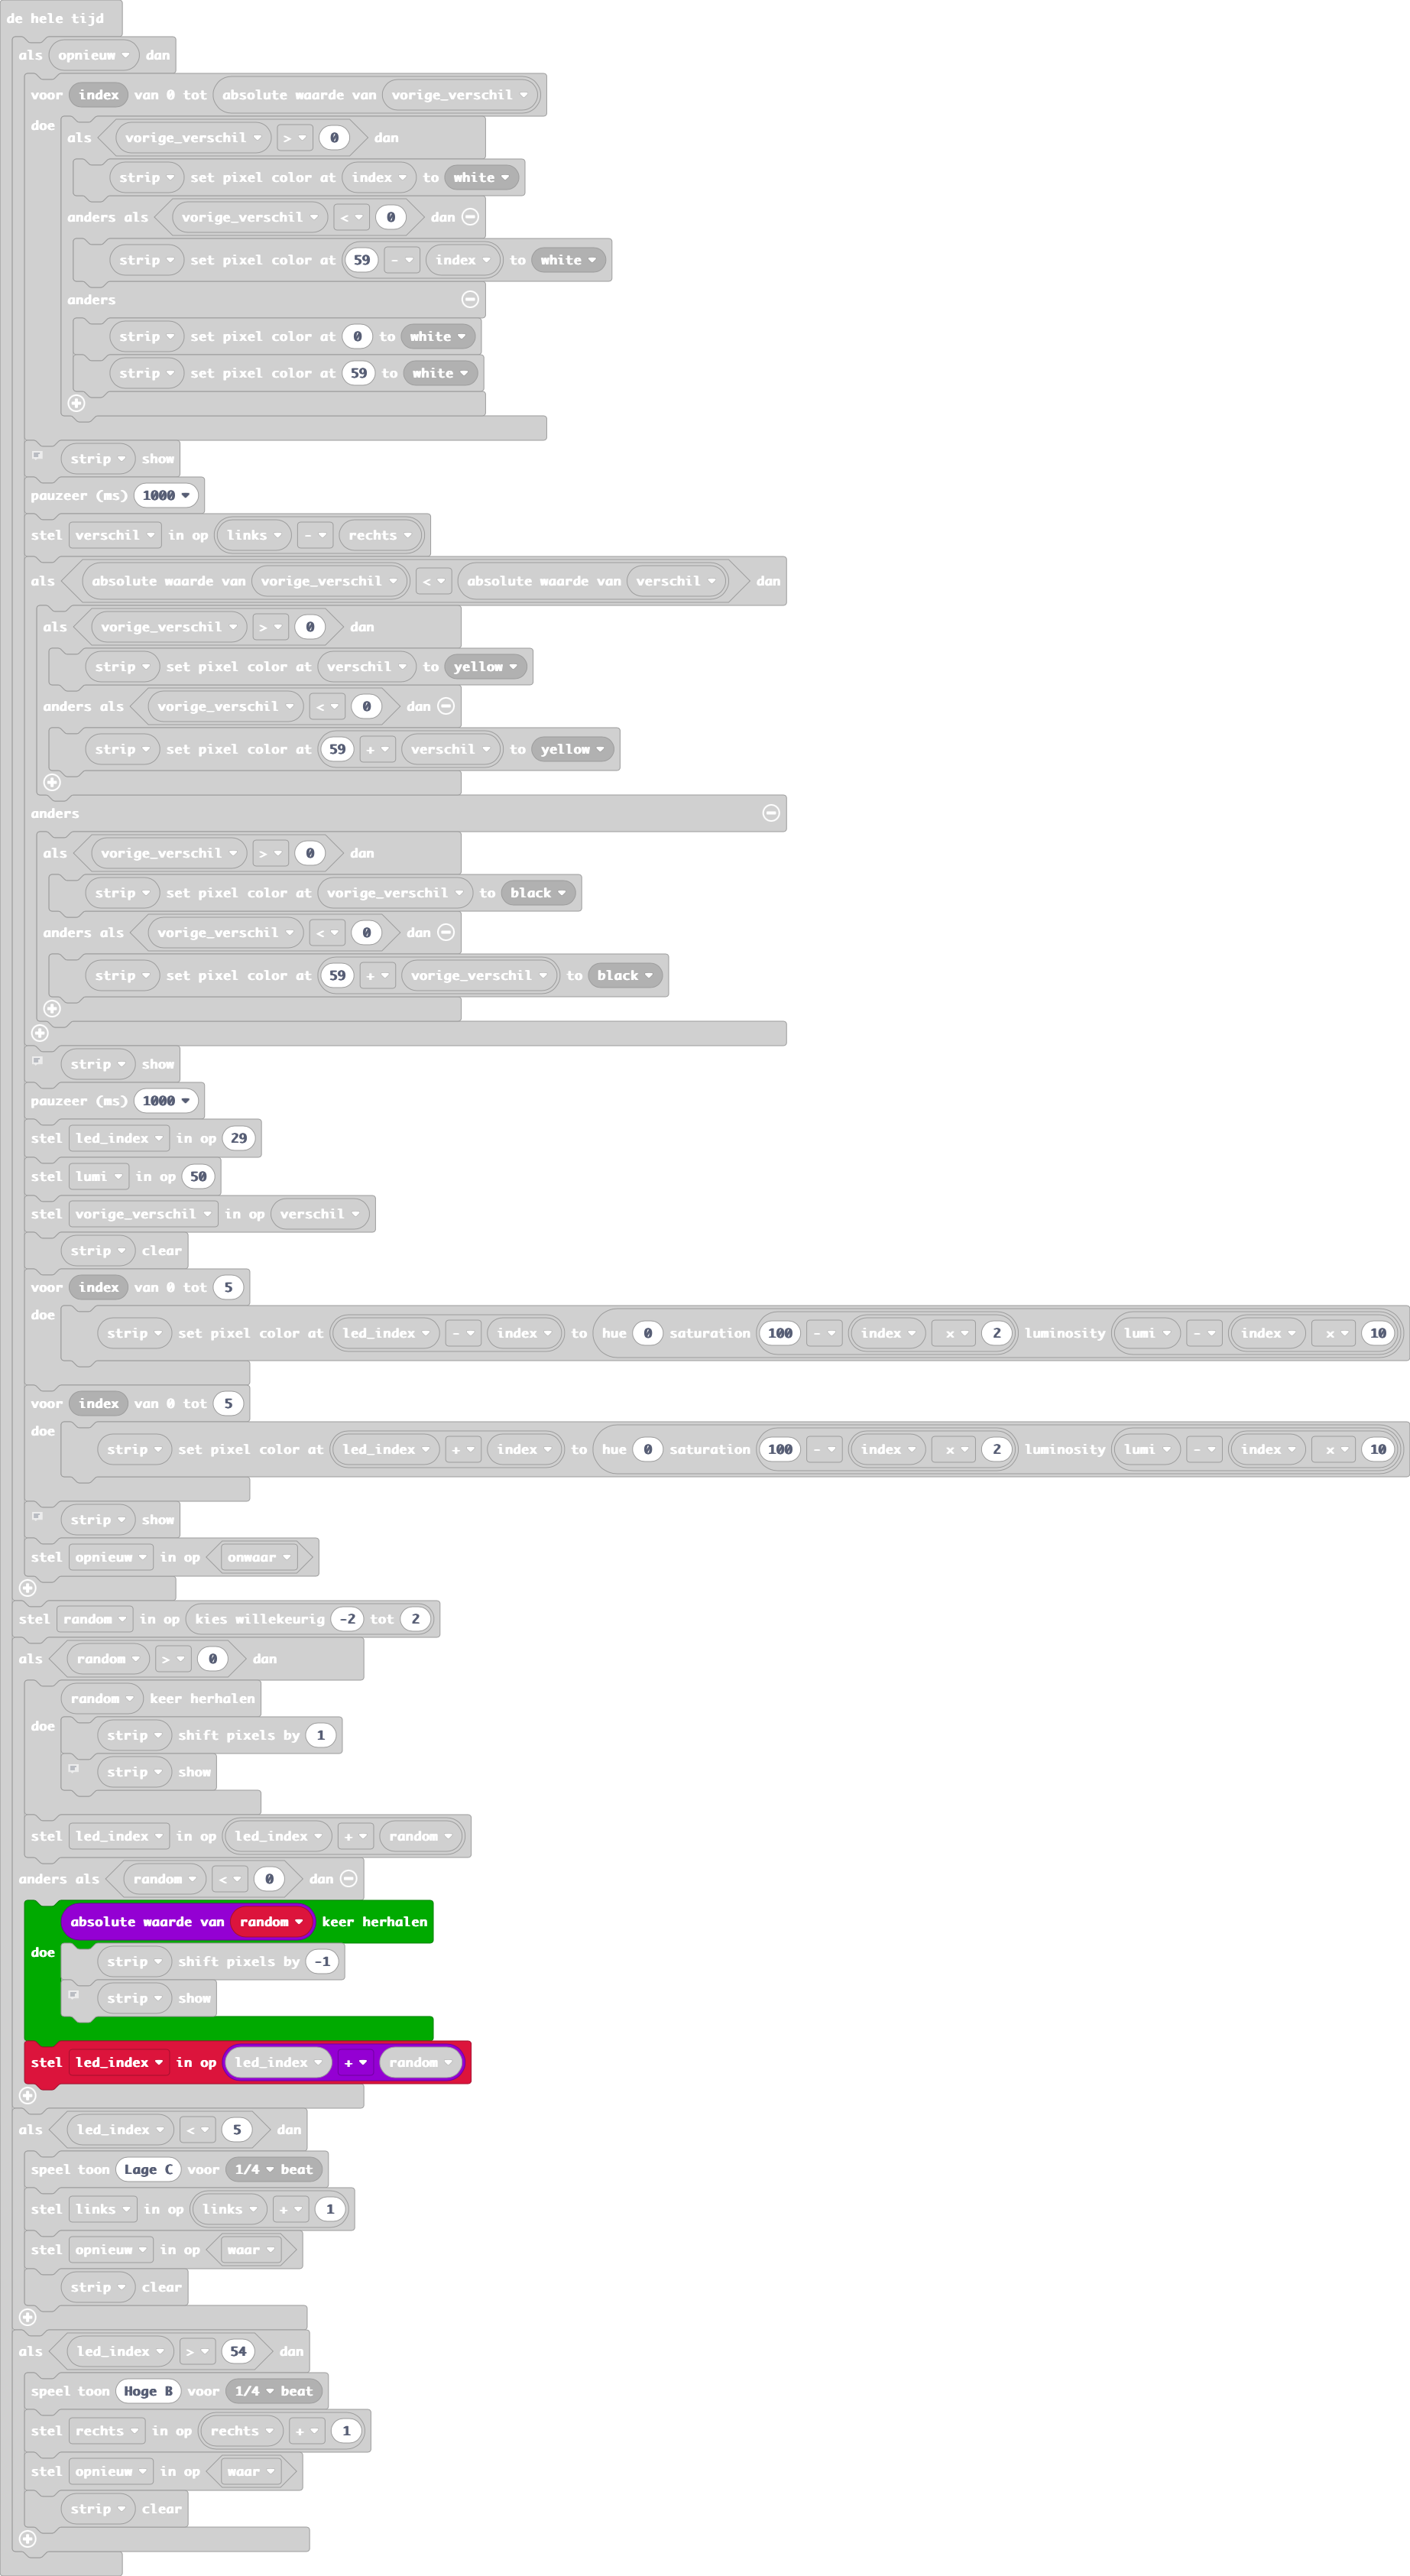 de hele tijd
als opnieuw dan
voor index van 0 tot absolute waarde van vorige_verschil
doe
als vorige_verschil > 0 dan
strip set pixel color at index to white
anders als vorige_verschil < 0 dan
strip set pixel color at 59 - index to white
anders
strip set pixel color at 0 to white
strip set pixel color at 59 to white
strip show
pauzeer (ms) 1000
stel verschil in op links - rechts
als absolute waarde van vorige_verschil < absolute waarde van verschil dan
als vorige_verschil > 0 dan
strip set pixel color at verschil to yellow
anders als vorige_verschil < 0 dan
strip set pixel color at 59 + verschil to yellow
anders
als vorige_verschil > 0 dan
strip set pixel color at vorige_verschil to black
anders als vorige_verschil < 0 dan
strip set pixel color at 59 + vorige_verschil to black
strip show
pauzeer (ms) 1000
stel led_index in op 29
stel lumi in op 50
stel vorige_verschil in op verschil
strip clear
voor index van 0 tot 5
doe
strip set pixel color at led_index - index to hue 0 saturation 100 - index x 2 luminosity lumi - index x 10
voor index van 0 tot 5
doe
strip set pixel color at led_index + index to hue 0 saturation 100 - index x 2 luminosity lumi - index x 10
strip show
stel opnieuw in op onwaar
stel random in op kies willekeurig -2 tot 2
als random > 0 dan
random keer herhalen
doe
strip shift pixels by 1
strip show
stel led_index in op led_index + random
anders als random < 0 dan
absolute waarde van random keer herhalen
doe
strip shift pixels by -1
strip show
stel led_index in op led_index + random
als led_index < 5 dan
speel toon Lage C voor 1/4 beat
stel links in op links + 1
stel opnieuw in op waar
strip clear
als led_index > 54 dan
speel toon Hoge B voor 1/4 beat
stel rechts in op rechts + 1
stel opnieuw in op waar
strip clear